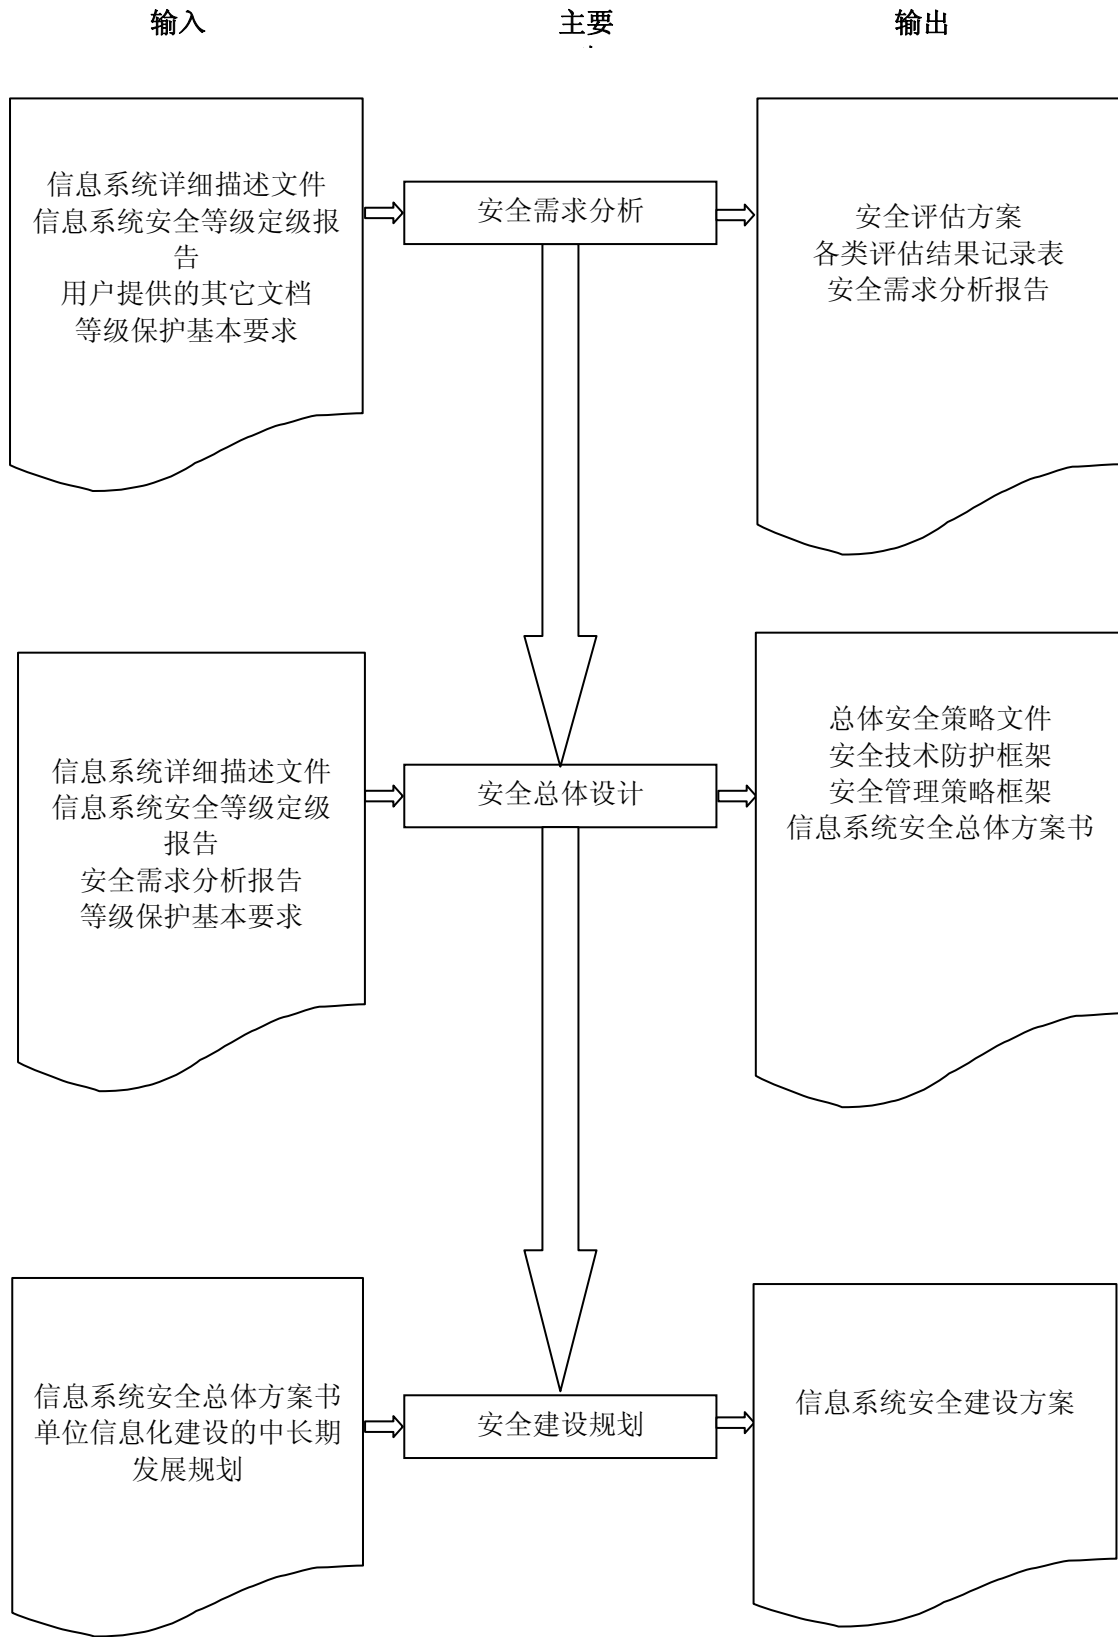 输入
主要
输出
信息系统详细描述文件
信息系统安全等级定级报
告
用户提供的其它文档
等级保护基本要求
安全需求分析
安全评估方案
各类评估结果记录表
安全需求分析报告
信息系统详细描述文件
信息系统安全等级定级
报告
安全需求分析报告
等级保护基本要求
安全总体设计
总体安全策略文件
安全技术防护框架
安全管理策略框架
信息系统安全总体方案书
信息系统安全总体方案书
单位信息化建设的中长期
发展规划
安全建设规划
信息系统安全建设方案